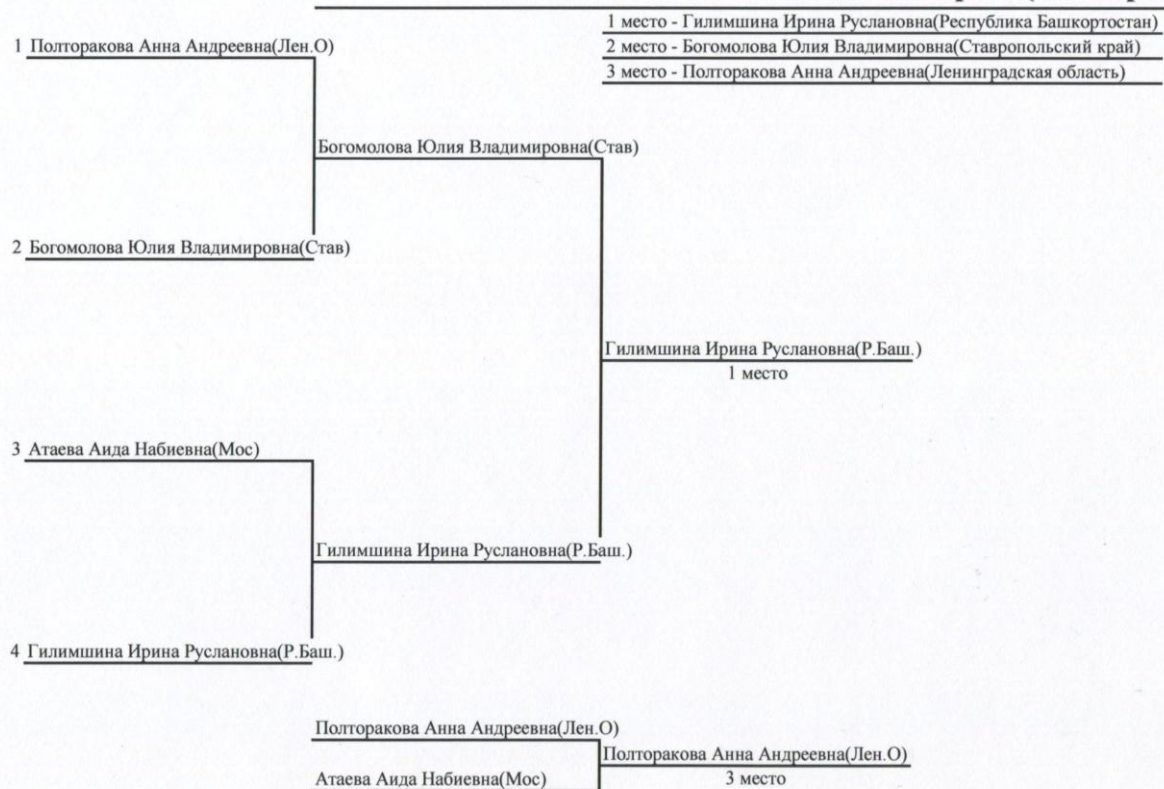 1 место - Гилимшина Ирина Руслановна(Республика Башкортостан)
2 место - Богомолова Юлия Владимировна(Ставропольский край)
3 место - Полторакова Анна Андреевна(Ленинградская область)
1 Полторакова Анна Андреевна(Лен.О)
Богомолова Юлия Владимировна(Став)
2 Богомолова Юлия Владимировна(Став)
Гилимшина Ирина Руслановна(Р.Баш.)
1 место
3 Атаева Аида Набиевна(Мос)
Гилимшина Ирина Руслановна(Р.Баш.)
4 Гилимшина Ирина Руслановна(Р.Баш.)
Полторакова Анна Андреевна(Лен.О)
Полторакова Анна Андреевна(Лен.О)
3 место
Атаева Аида Набиевна(Мос)